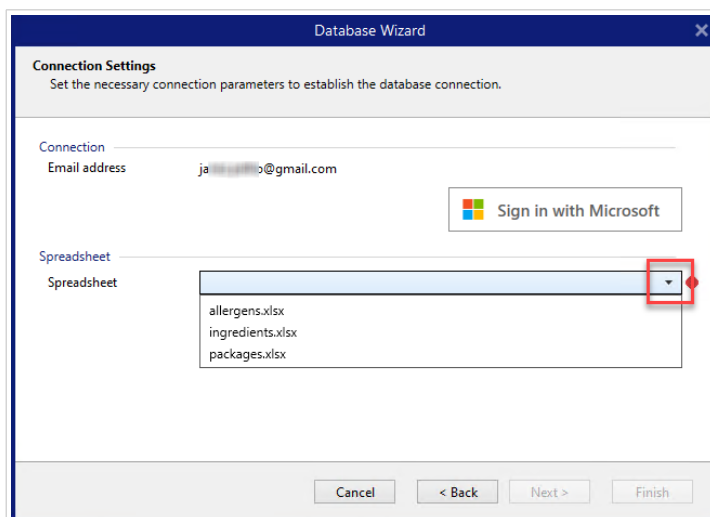 Database Wizard
Connection Settings
Set the necessary connection parameters to establish the database connection.
Connection
Email address
@gmail.com
Sign in with Microsoft
Spreadsheet
Spreadsheet
allergens.xlsx
ingredients.xlsx
packages.xlsx
Cancel
< Back
Next >
Finish